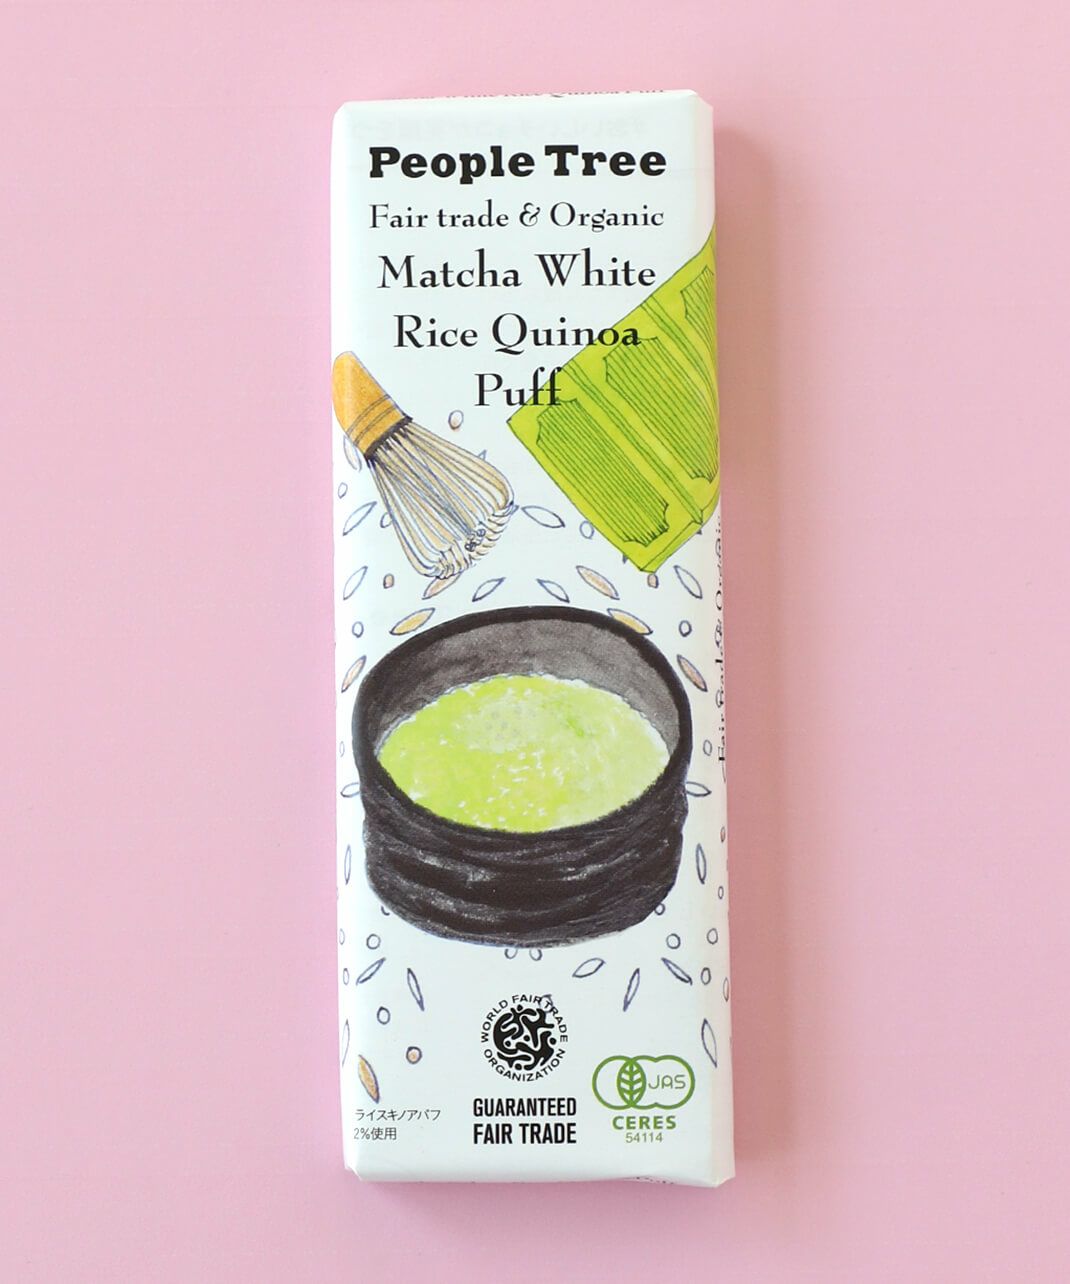 People Tree
Fair trade & Organic
Matcha White
Rice Quinoa
Puff
WORLD FAIR TRADE
ORGANIZATION
GUARANTEED
FAIR TRADE
JAS
CERES
54114
ライスキノアパフ
2%使用